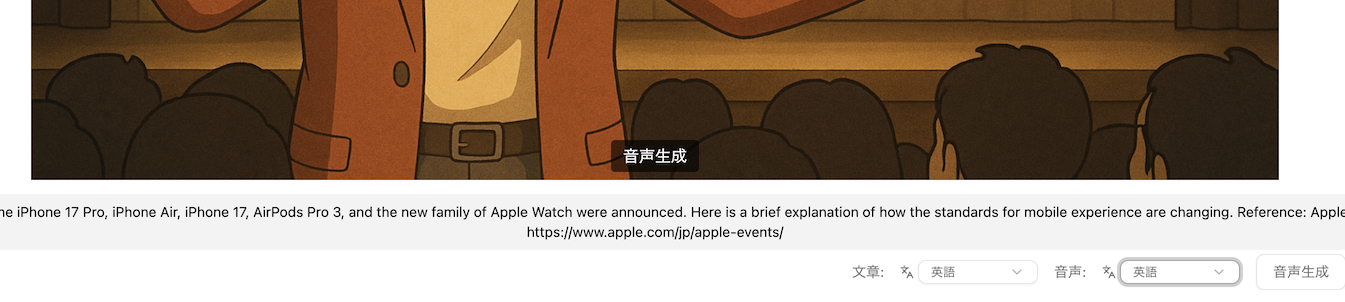 音声生成
iPhone 17 Pro, iPhone Air, iPhone 17, AirPods Pro 3, and the new family of Apple Watch were announced. Here is a brief explanation of how the standards for mobile experience are changing. Reference: Apple
https://www.apple.com/jp/apple-events/
文章: 英語 音声: 英語 音声生成